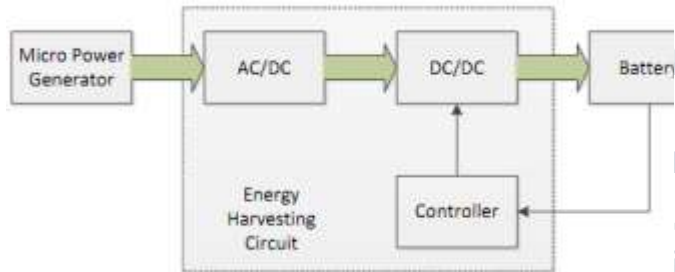 Micro Power
Generator
AC/DC
DC/DC
Battery
Energy
Harvesting
Circuit
Controller